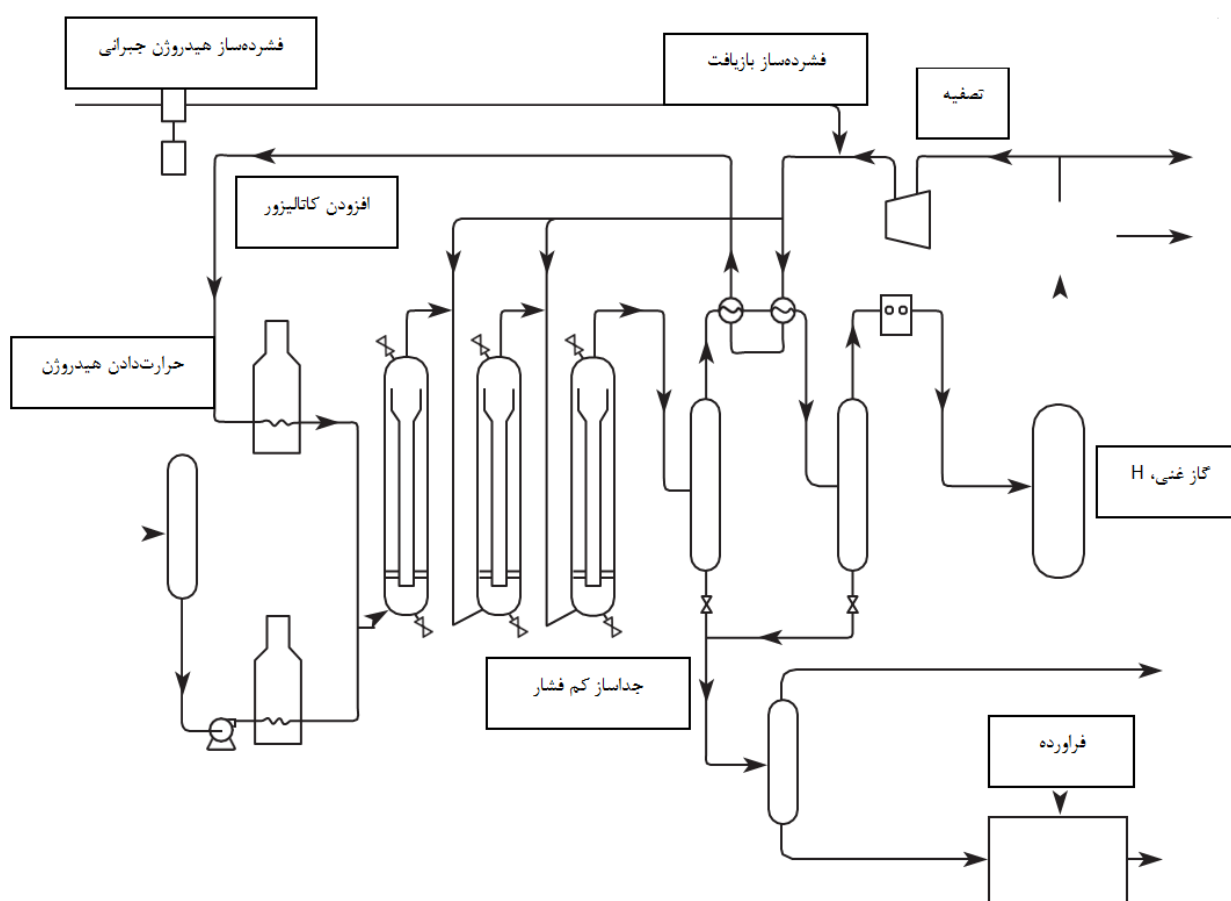 فشرده‌ساز هیدروژن جبرانی
فشرده‌ساز بازیافت
تصفیه
افزودن کاتالیزور
حرارت‌دادن هیدروژن
گاز غنی، H
جداساز کم فشار
فراورده